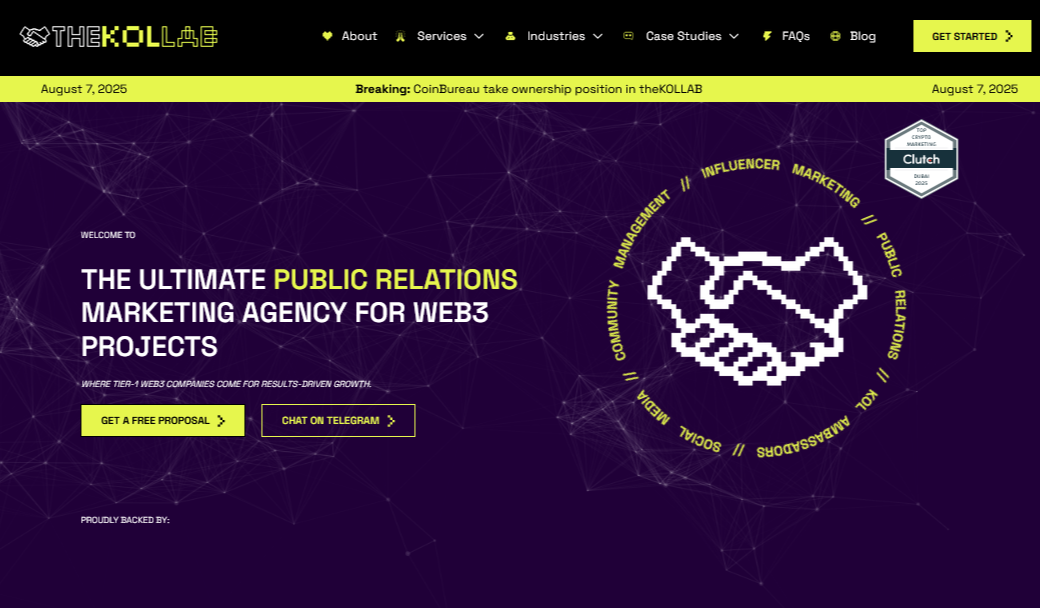 THEKOLLAB
About
Services
Industries
Case Studies
FAQs
Blog
GET STARTED
August 7, 2025
Breaking: CoinBureau take ownership position in theKOLLAB
August 7, 2025
TOP
CRYPTO
MARKETING
Clutch
DUBAI
2025
INFLUENCER MARKETING // PUBLIC RELATIONS // KOL AMBASSADORS // SOCIAL MEDIA // COMMUNITY MANAGEMENT //
WELCOME TO
THE ULTIMATE PUBLIC RELATIONS
MARKETING AGENCY FOR WEB3
PROJECTS
WHERE TIER-1 WEB3 COMPANIES COME FOR RESULTS-DRIVEN GROWTH.
GET A FREE PROPOSAL
CHAT ON TELEGRAM
PROUDLY BACKED BY: